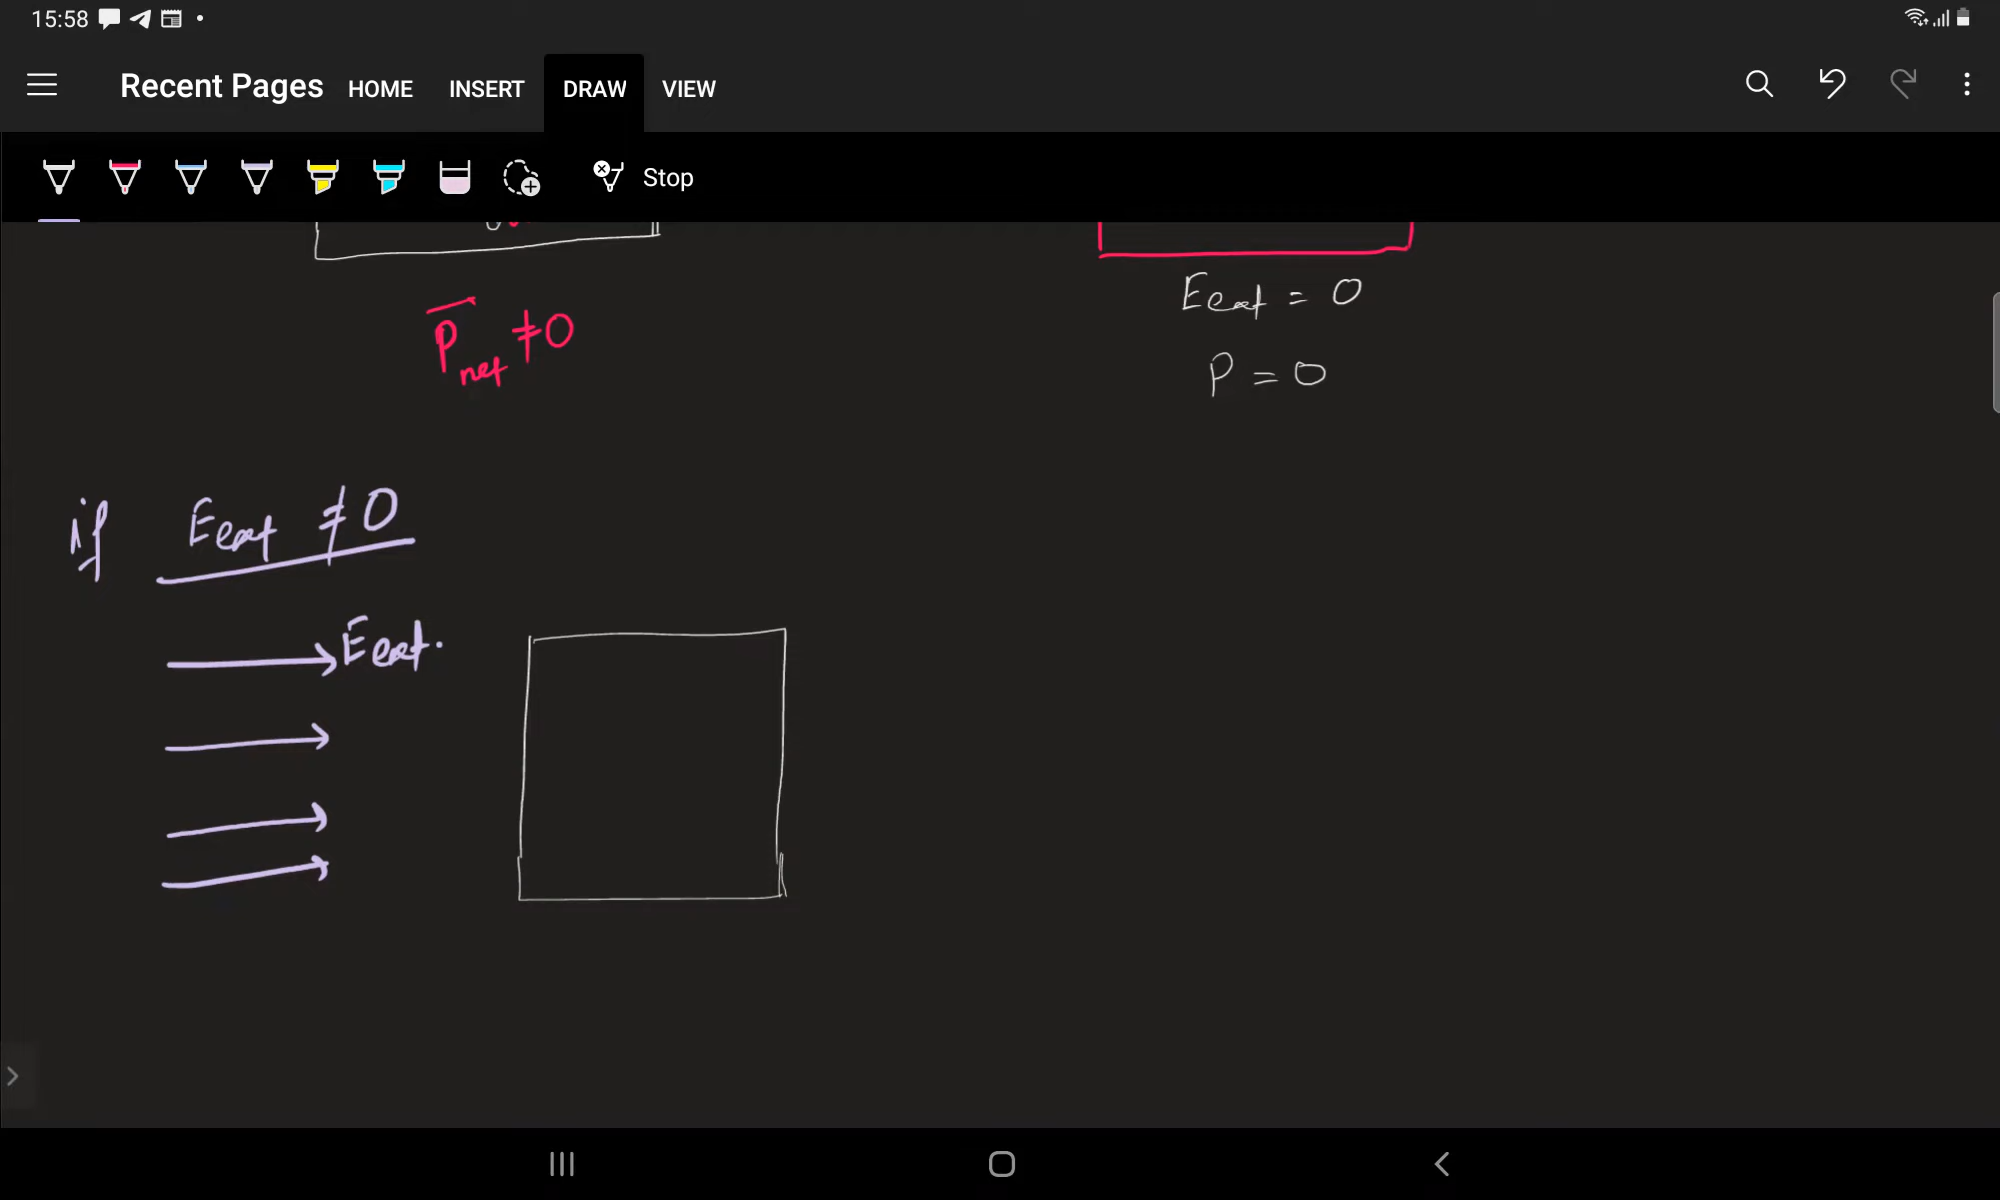 15:58
Recent Pages HOME INSERT DRAW VIEW
Stop
P net ≠ 0
Eext = 0
P = 0
if Eext ≠ 0
Eext.